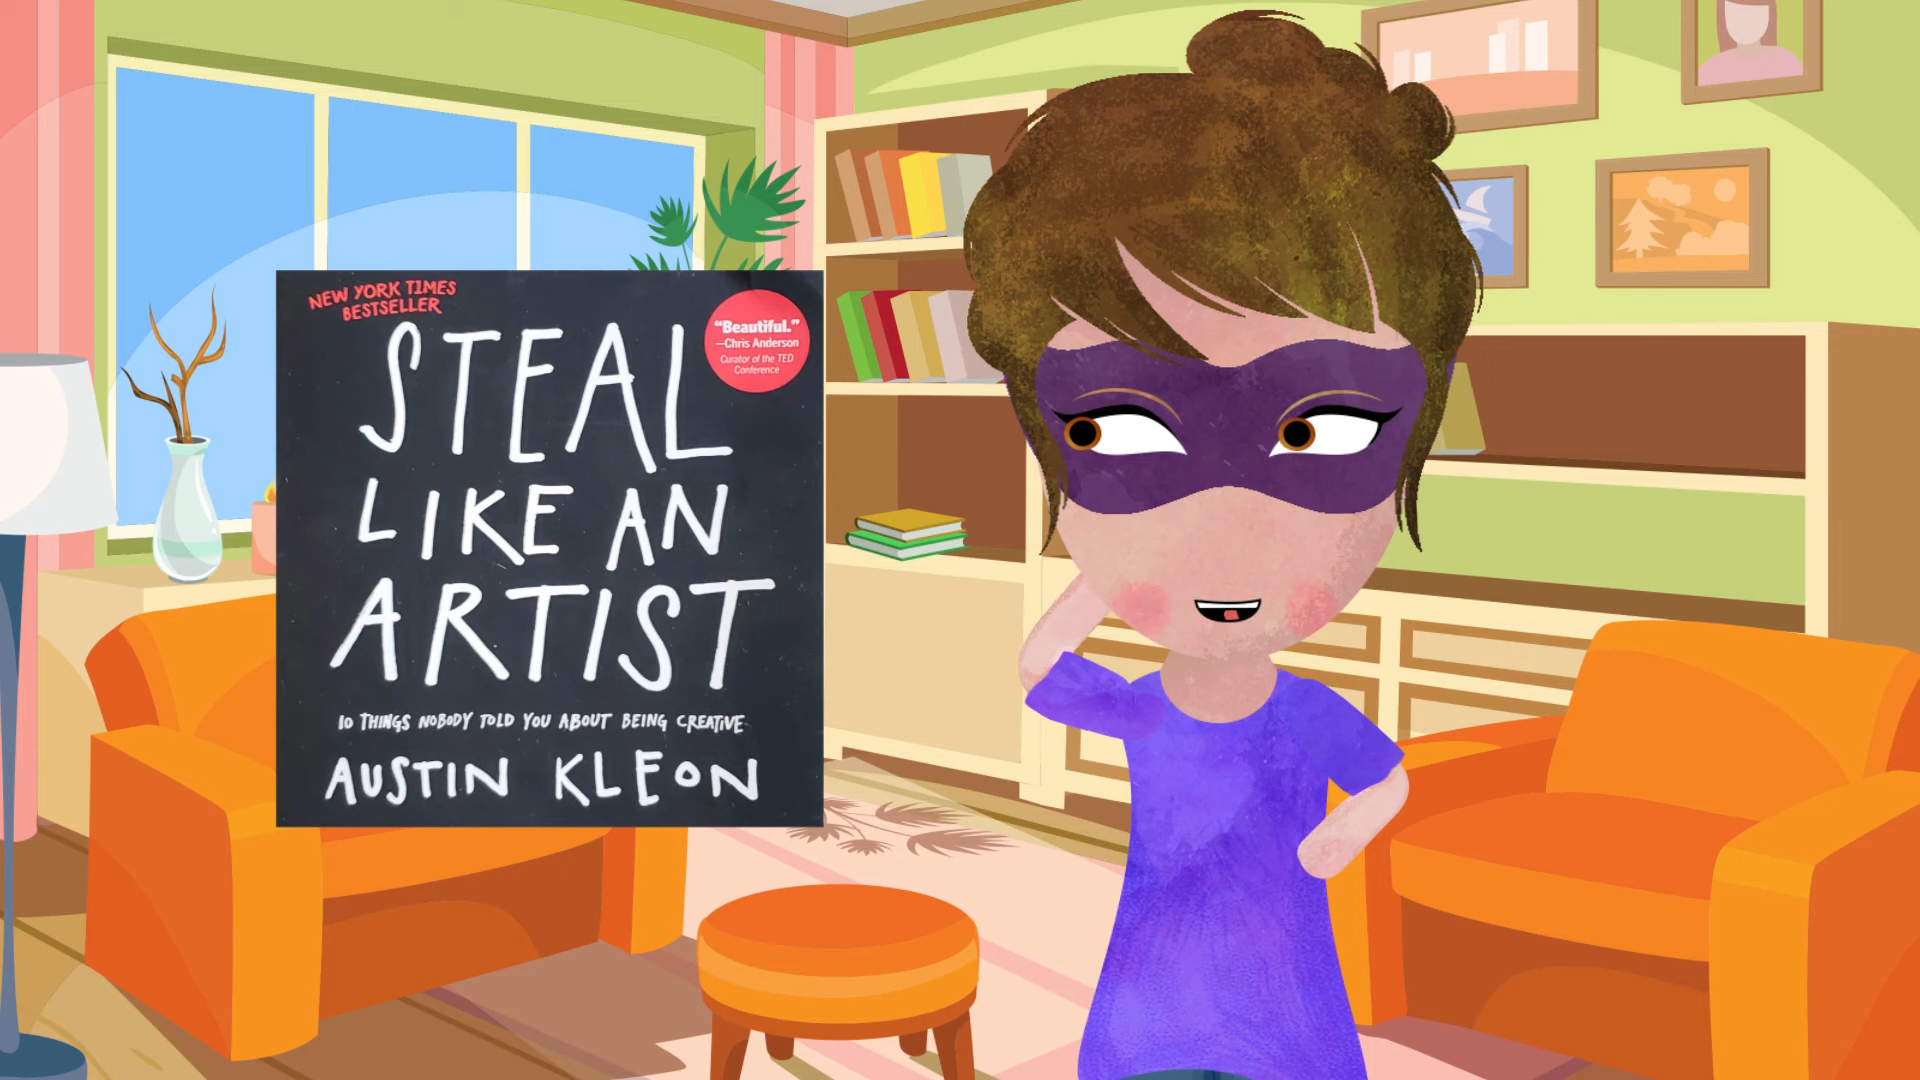 NEW YORK TIMES
BESTSELLER
"Beautiful."
—Chris Anderson
Curator of the TED
Conference
STEAL
LIKE AN
ARTIST
10 THINGS NOBODY TOLD YOU ABOUT BEING CREATIVE
AUSTIN KLEON